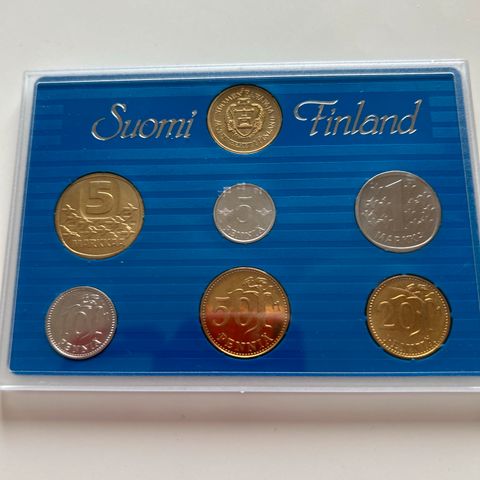 Suomi Finland
5
MARKKAA
5
PENNIÄ
1
MARKKA
10
PENNIÄ
50
PENNIÄ
20
PENNIÄ